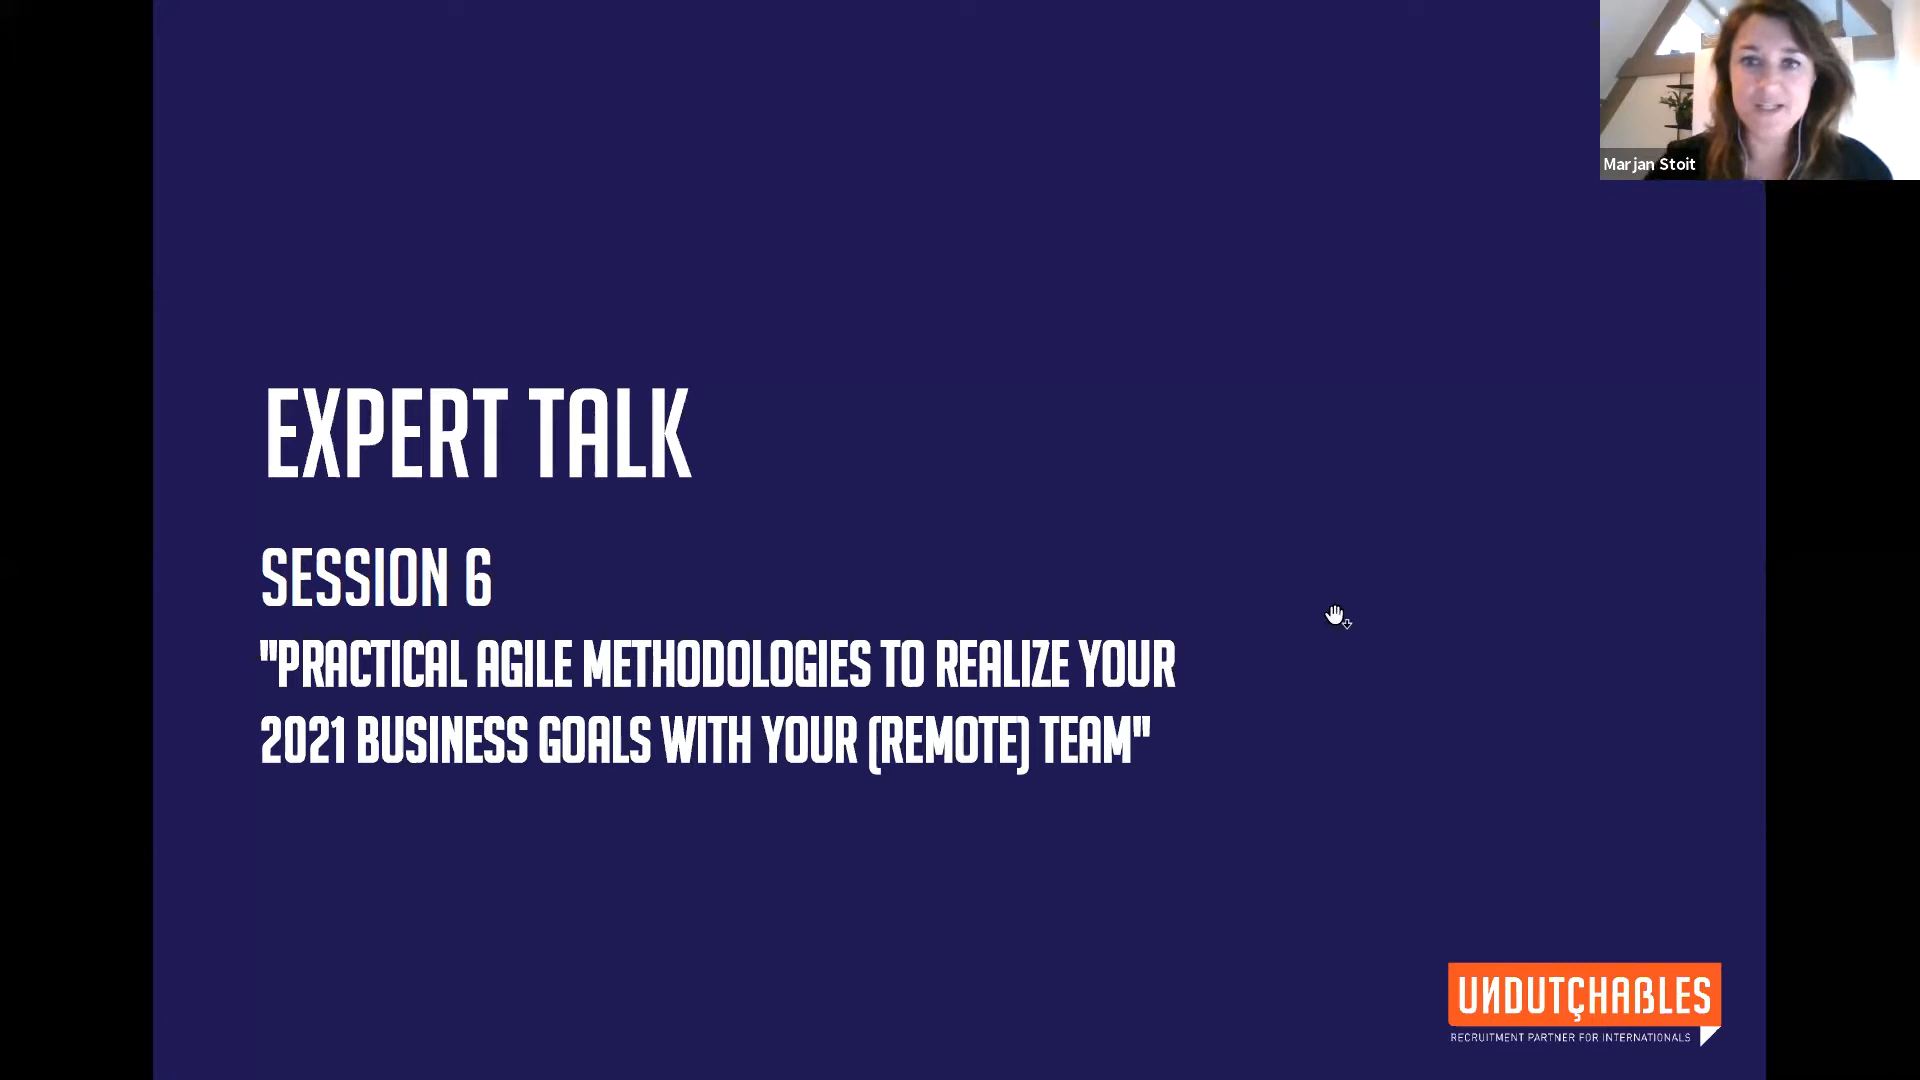 Marjan Stoit
EXPERT TALK
SESSION 6
"PRACTICAL AGILE METHODOLOGIES TO REALIZE YOUR
2021 BUSINESS GOALS WITH YOUR (REMOTE) TEAM"
UNDUTÇHABLES
RECRUITMENT PARTNER FOR INTERNATIONALS